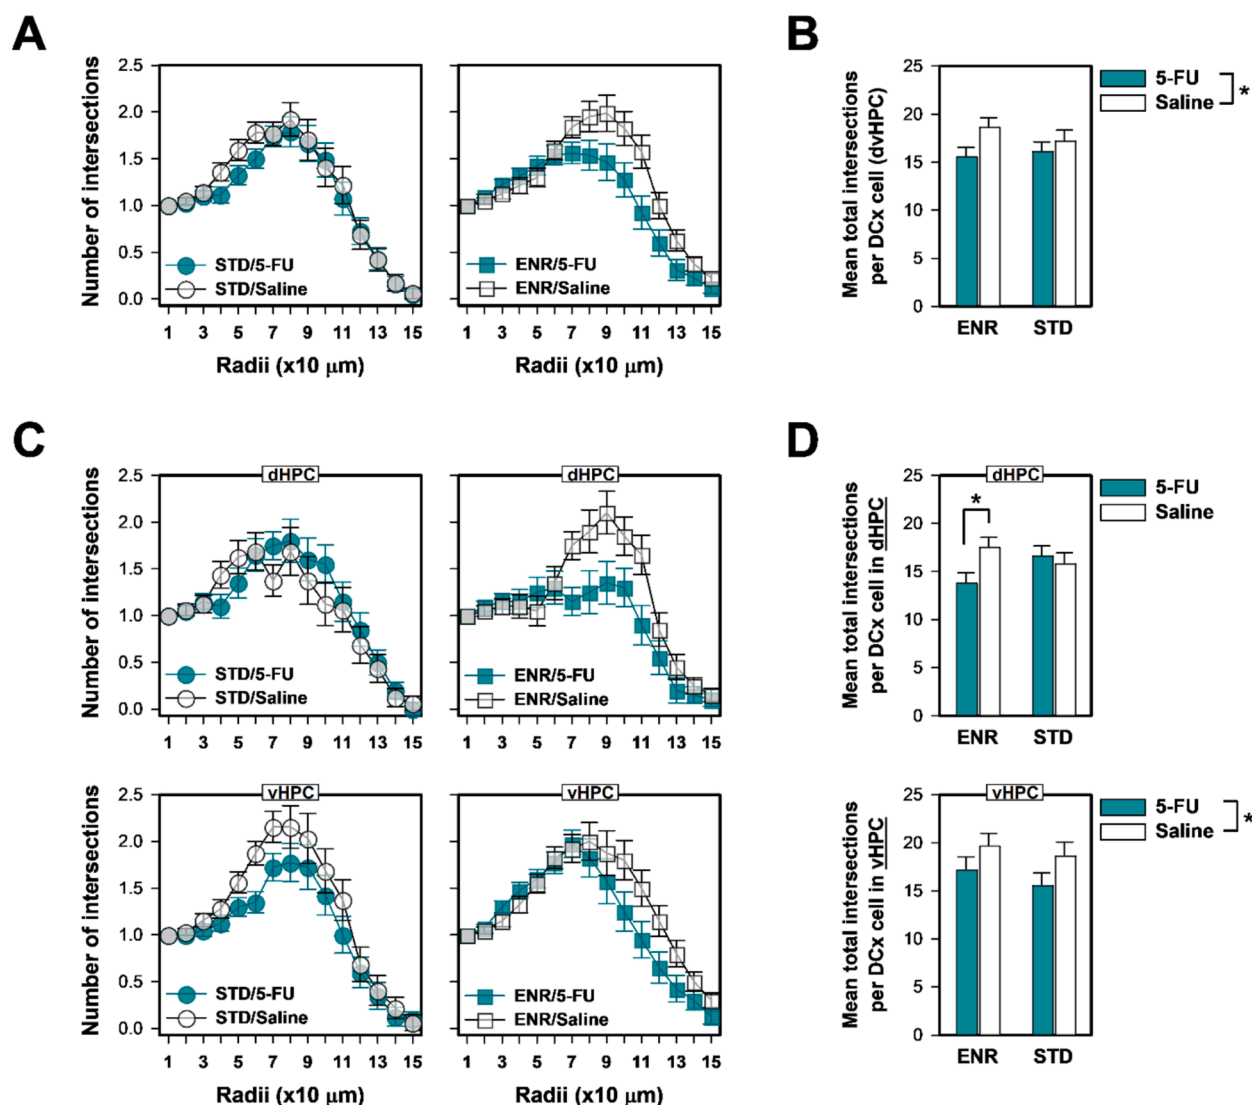 A
B
2.5
2.0
1.5
1.0
0.5
0.0
Number of intersections
STD/5-FU
STD/Saline
ENR/5-FU
ENR/Saline
1 3 5 7 9 11 13 15
1 3 5 7 9 11 13 15
Radii (x10 μm)
Radii (x10 μm)
Mean total intersections
per DCx cell (dvHPC)
25
20
15
10
5
0
ENR STD
5-FU
Saline
*
C
D
dHPC
dHPC
2.5
2.0
1.5
1.0
0.5
0.0
Number of intersections
STD/5-FU
STD/Saline
ENR/5-FU
ENR/Saline
1 3 5 7 9 11 13 15
1 3 5 7 9 11 13 15
dHPC
Mean total intersections
per DCx cell in dHPC
25
20
15
10
5
0
*
ENR STD
5-FU
Saline
vHPC
vHPC
2.5
2.0
1.5
1.0
0.5
0.0
Number of intersections
STD/5-FU
STD/Saline
ENR/5-FU
ENR/Saline
1 3 5 7 9 11 13 15
1 3 5 7 9 11 13 15
Radii (x10 μm)
Radii (x10 μm)
vHPC
Mean total intersections
per DCx cell in vHPC
25
20
15
10
5
0
ENR STD
5-FU
Saline
*